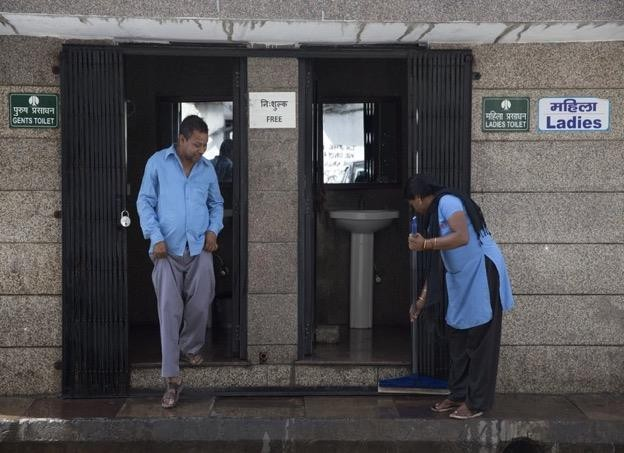 पुरुष प्रसाधन
GENTS TOILET
निःशुल्क
FREE
महिला प्रसाधन
LADIES TOILET
महिला
Ladies